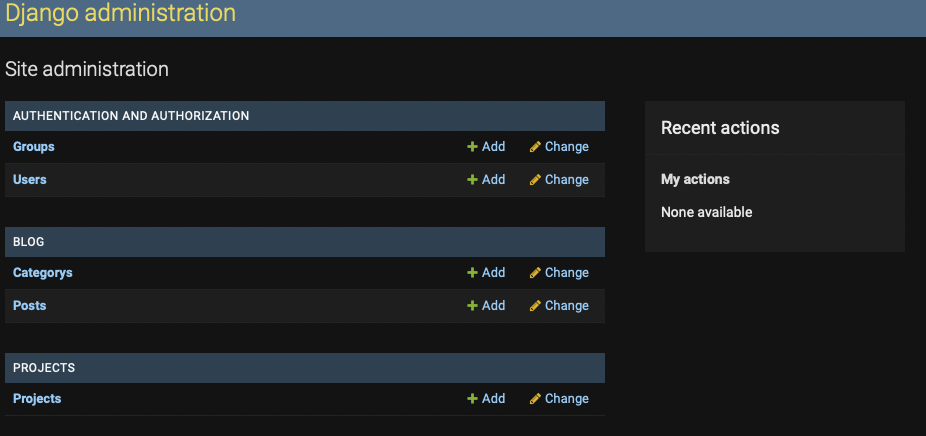 Django administration
Site administration
AUTHENTICATION AND AUTHORIZATION
Groups Add Change
Users Add Change
BLOG
Categorys Add Change
Posts Add Change
PROJECTS
Projects Add Change
Recent actions
My actions
None available